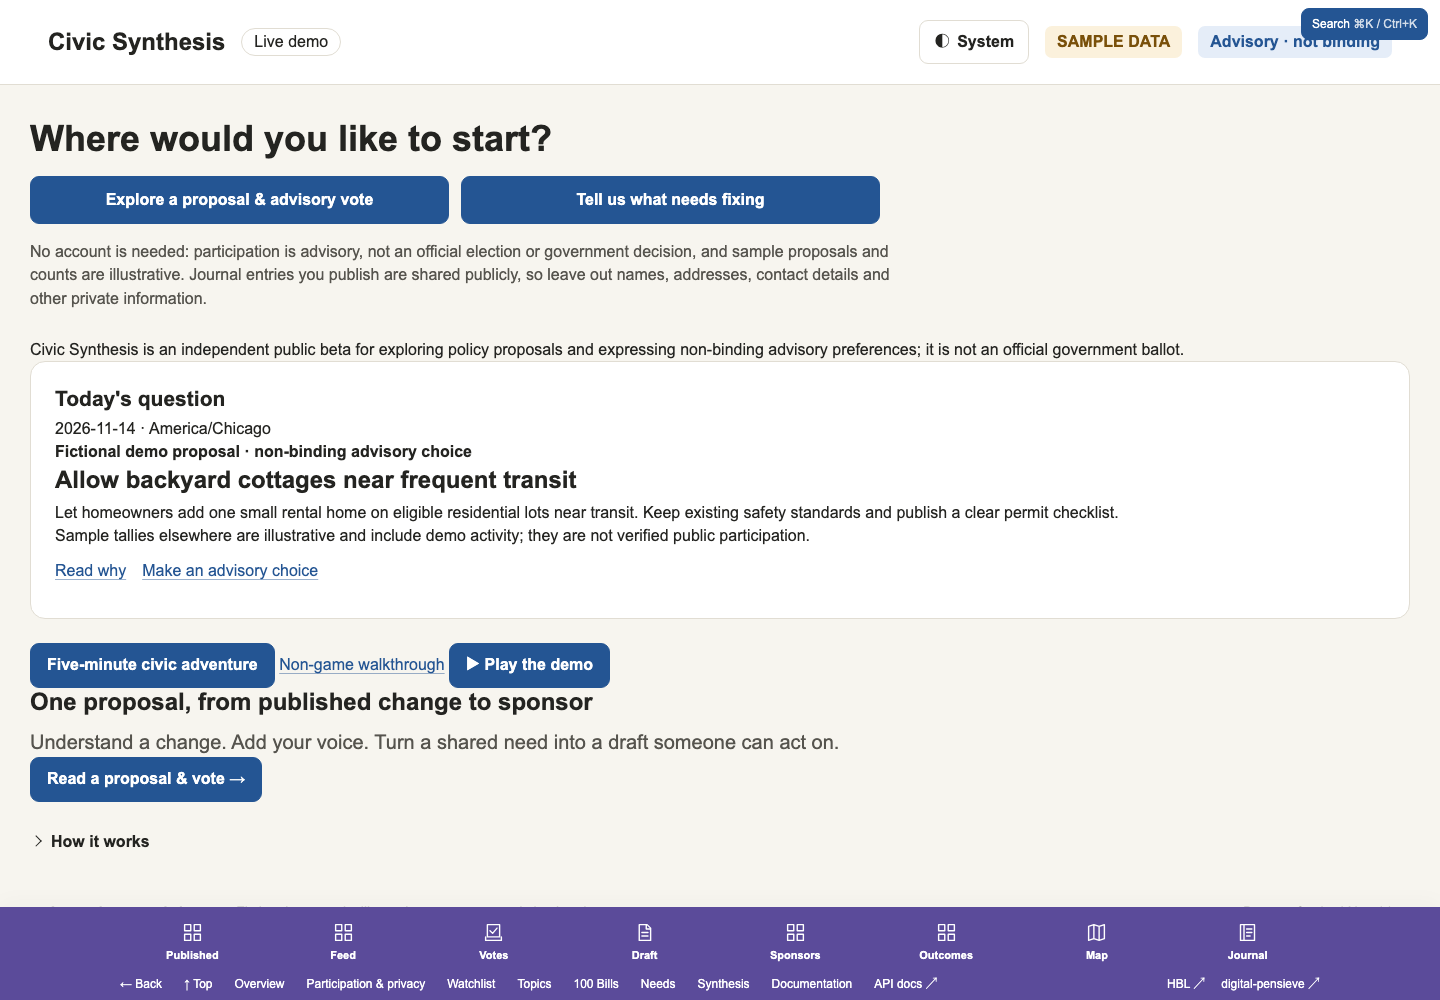 Civic Synthesis
Live demo
System
SAMPLE DATA
Advisory · not binding
Search ⌘K / Ctrl+K
Where would you like to start?
Explore a proposal & advisory vote
Tell us what needs fixing
No account is needed: participation is advisory, not an official election or government decision, and sample proposals and
counts are illustrative. Journal entries you publish are shared publicly, so leave out names, addresses, contact details and
other private information.
Civic Synthesis is an independent public beta for exploring policy proposals and expressing non-binding advisory preferences; it is not an official government ballot.
Today's question
2026-11-14 · America/Chicago
Fictional demo proposal · non-binding advisory choice
Allow backyard cottages near frequent transit
Let homeowners add one small rental home on eligible residential lots near transit. Keep existing safety standards and publish a clear permit checklist.
Sample tallies elsewhere are illustrative and include demo activity; they are not verified public participation.
Read why
Make an advisory choice
Five-minute civic adventure
Non-game walkthrough
▶ Play the demo
One proposal, from published change to sponsor
Understand a change. Add your voice. Turn a shared need into a draft someone can act on.
Read a proposal & vote →
How it works
Published
Feed
Votes
Draft
Sponsors
Outcomes
Map
Journal
← Back
↑ Top
Overview
Participation & privacy
Watchlist
Topics
100 Bills
Needs
Synthesis
Documentation
API docs ↗
HBL ↗
digital-pensieve ↗